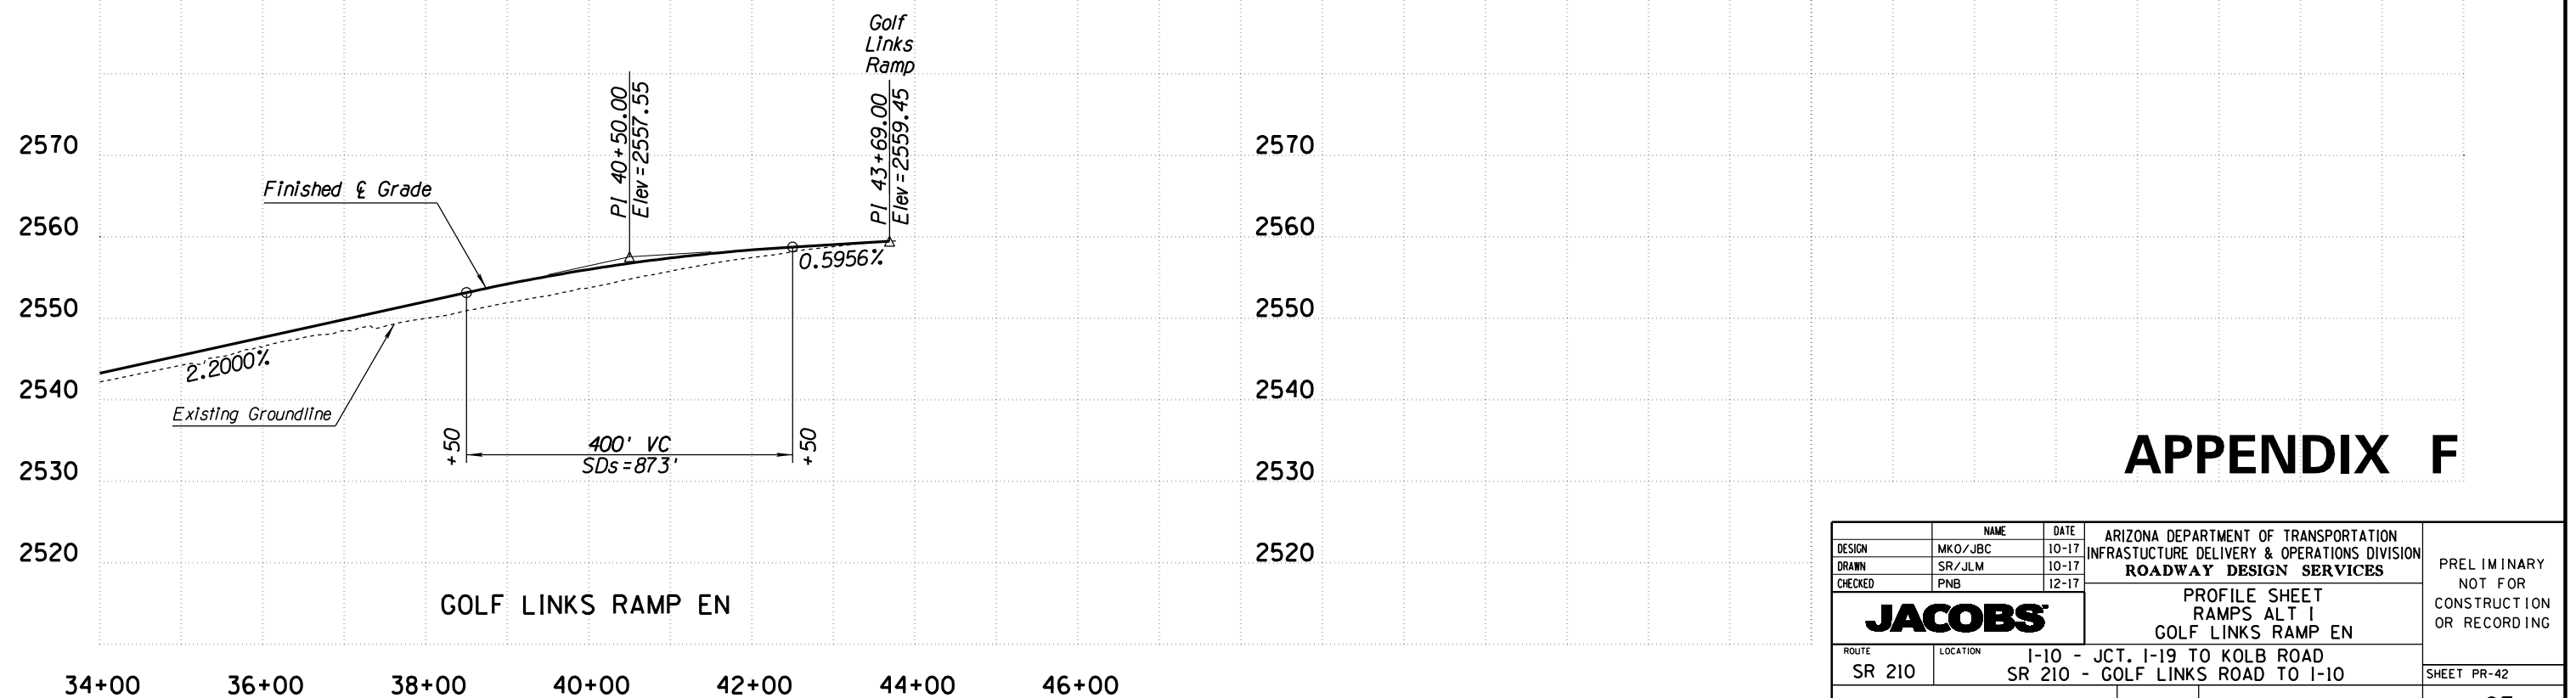 Golf
Links
Ramp
PI 40+50.00
Elev=2557.55
PI 43+69.00
Elev=2559.45
2570
2570
Finished ℄ Grade
2560
2560
0.5956%
2550
2550
2.2000%
2540
2540
Existing Groundline
+50
400' VC
SDs=873'
+50
2530
2530
APPENDIX F
2520
2520
GOLF LINKS RAMP EN
34+00 36+00 38+00 40+00 42+00 44+00 46+00
NAME DATE
DESIGN MKO/JBC 10-17
DRAWN SR/JLM 10-17
CHECKED PNB 12-17
ARIZONA DEPARTMENT OF TRANSPORTATION
INFRASTUCTURE DELIVERY & OPERATIONS DIVISION
ROADWAY DESIGN SERVICES
PRELIMINARY
NOT FOR
CONSTRUCTION
OR RECORDING
JACOBS
PROFILE SHEET
RAMPS ALT I
GOLF LINKS RAMP EN
ROUTE
SR 210
LOCATION
I-10 - JCT. I-19 TO KOLB ROAD
SR 210 - GOLF LINKS ROAD TO I-10
SHEET PR-42